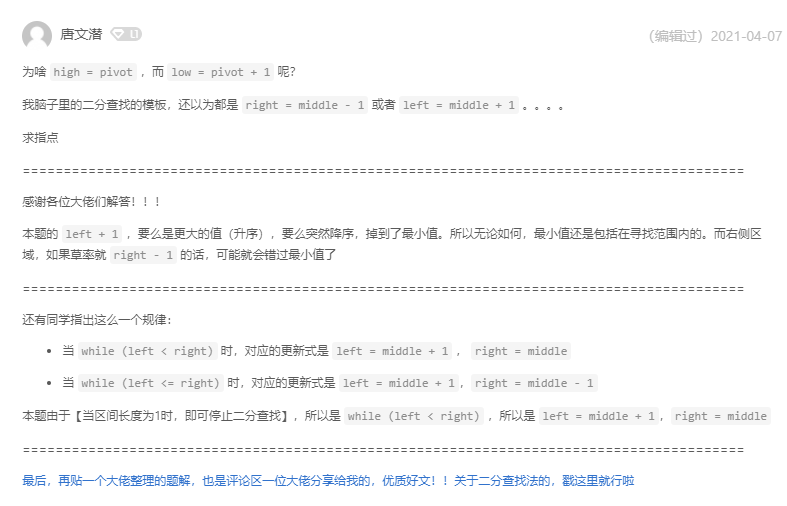 唐文潜
（编辑过）2021-04-07
为啥 high = pivot ，而 low = pivot + 1 呢？
我脑子里的二分查找的模板，还以为都是 right = middle - 1 或者 left = middle + 1 。。。。
求指点
========================================================================================
感谢各位大佬们解答！！！
本题的 left + 1 ，要么是更大的值（升序），要么突然降序，掉到了最小值。所以无论如何，最小值还是包括在寻找范围内的。而右侧区
域，如果草率就 right - 1 的话，可能就会错过最小值了
========================================================================================
还有同学指出这么一个规律：
• 当 while (left < right) 时，对应的更新式是 left = middle + 1 ， right = middle
• 当 while (left <= right) 时，对应的更新式是 left = middle + 1，right = middle - 1
本题由于【当区间长度为1时，即可停止二分查找】，所以是 while (left < right) ，所以是 left = middle + 1，right = middle
========================================================================================
最后，再贴一个大佬整理的题解，也是评论区一位大佬分享给我的，优质好文！！关于二分查找法的，戳这里就行啦